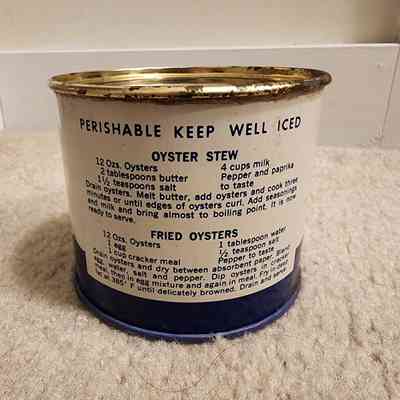 PERISHABLE KEEP WELL ICED
OYSTER STEW
12 Ozs. Oysters 4 cups milk
2 tablespoons butter Pepper and paprika
1½ teaspoons salt to taste
Drain oysters. Melt butter, add oysters and cook three
minutes or until edges of oysters curl. Add seasonings
and milk and bring almost to boiling point. It is now
ready to serve.
FRIED OYSTERS
12 Oz. Oysters 1 tablespoon water
1 egg ½ teaspoon salt
1 cup cracker meal Pepper to taste
Drain oysters and dry between absorbent paper. Blend
egg, water, salt and pepper. Dip oysters in cracker
meal, then in egg mixture and again in meal. Fry in deep
fat at 385° F until delicately browned. Drain and serve.